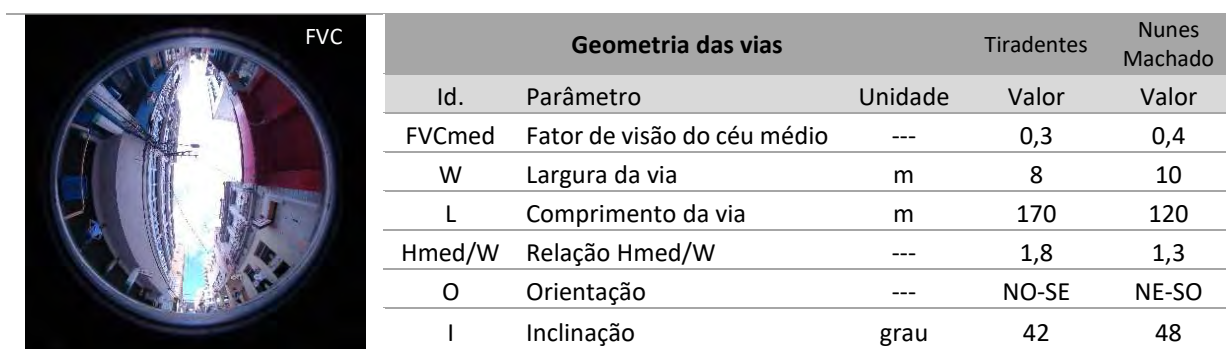 FVC
Geometria das vias Tiradentes Nunes Machado
Id. Parâmetro Unidade Valor Valor
FVCmed Fator de visão do céu médio --- 0,3 0,4
W Largura da via m 8 10
L Comprimento da via m 170 120
Hmed/W Relação Hmed/W --- 1,8 1,3
O Orientação --- NO-SE NE-SO
I Inclinação grau 42 48